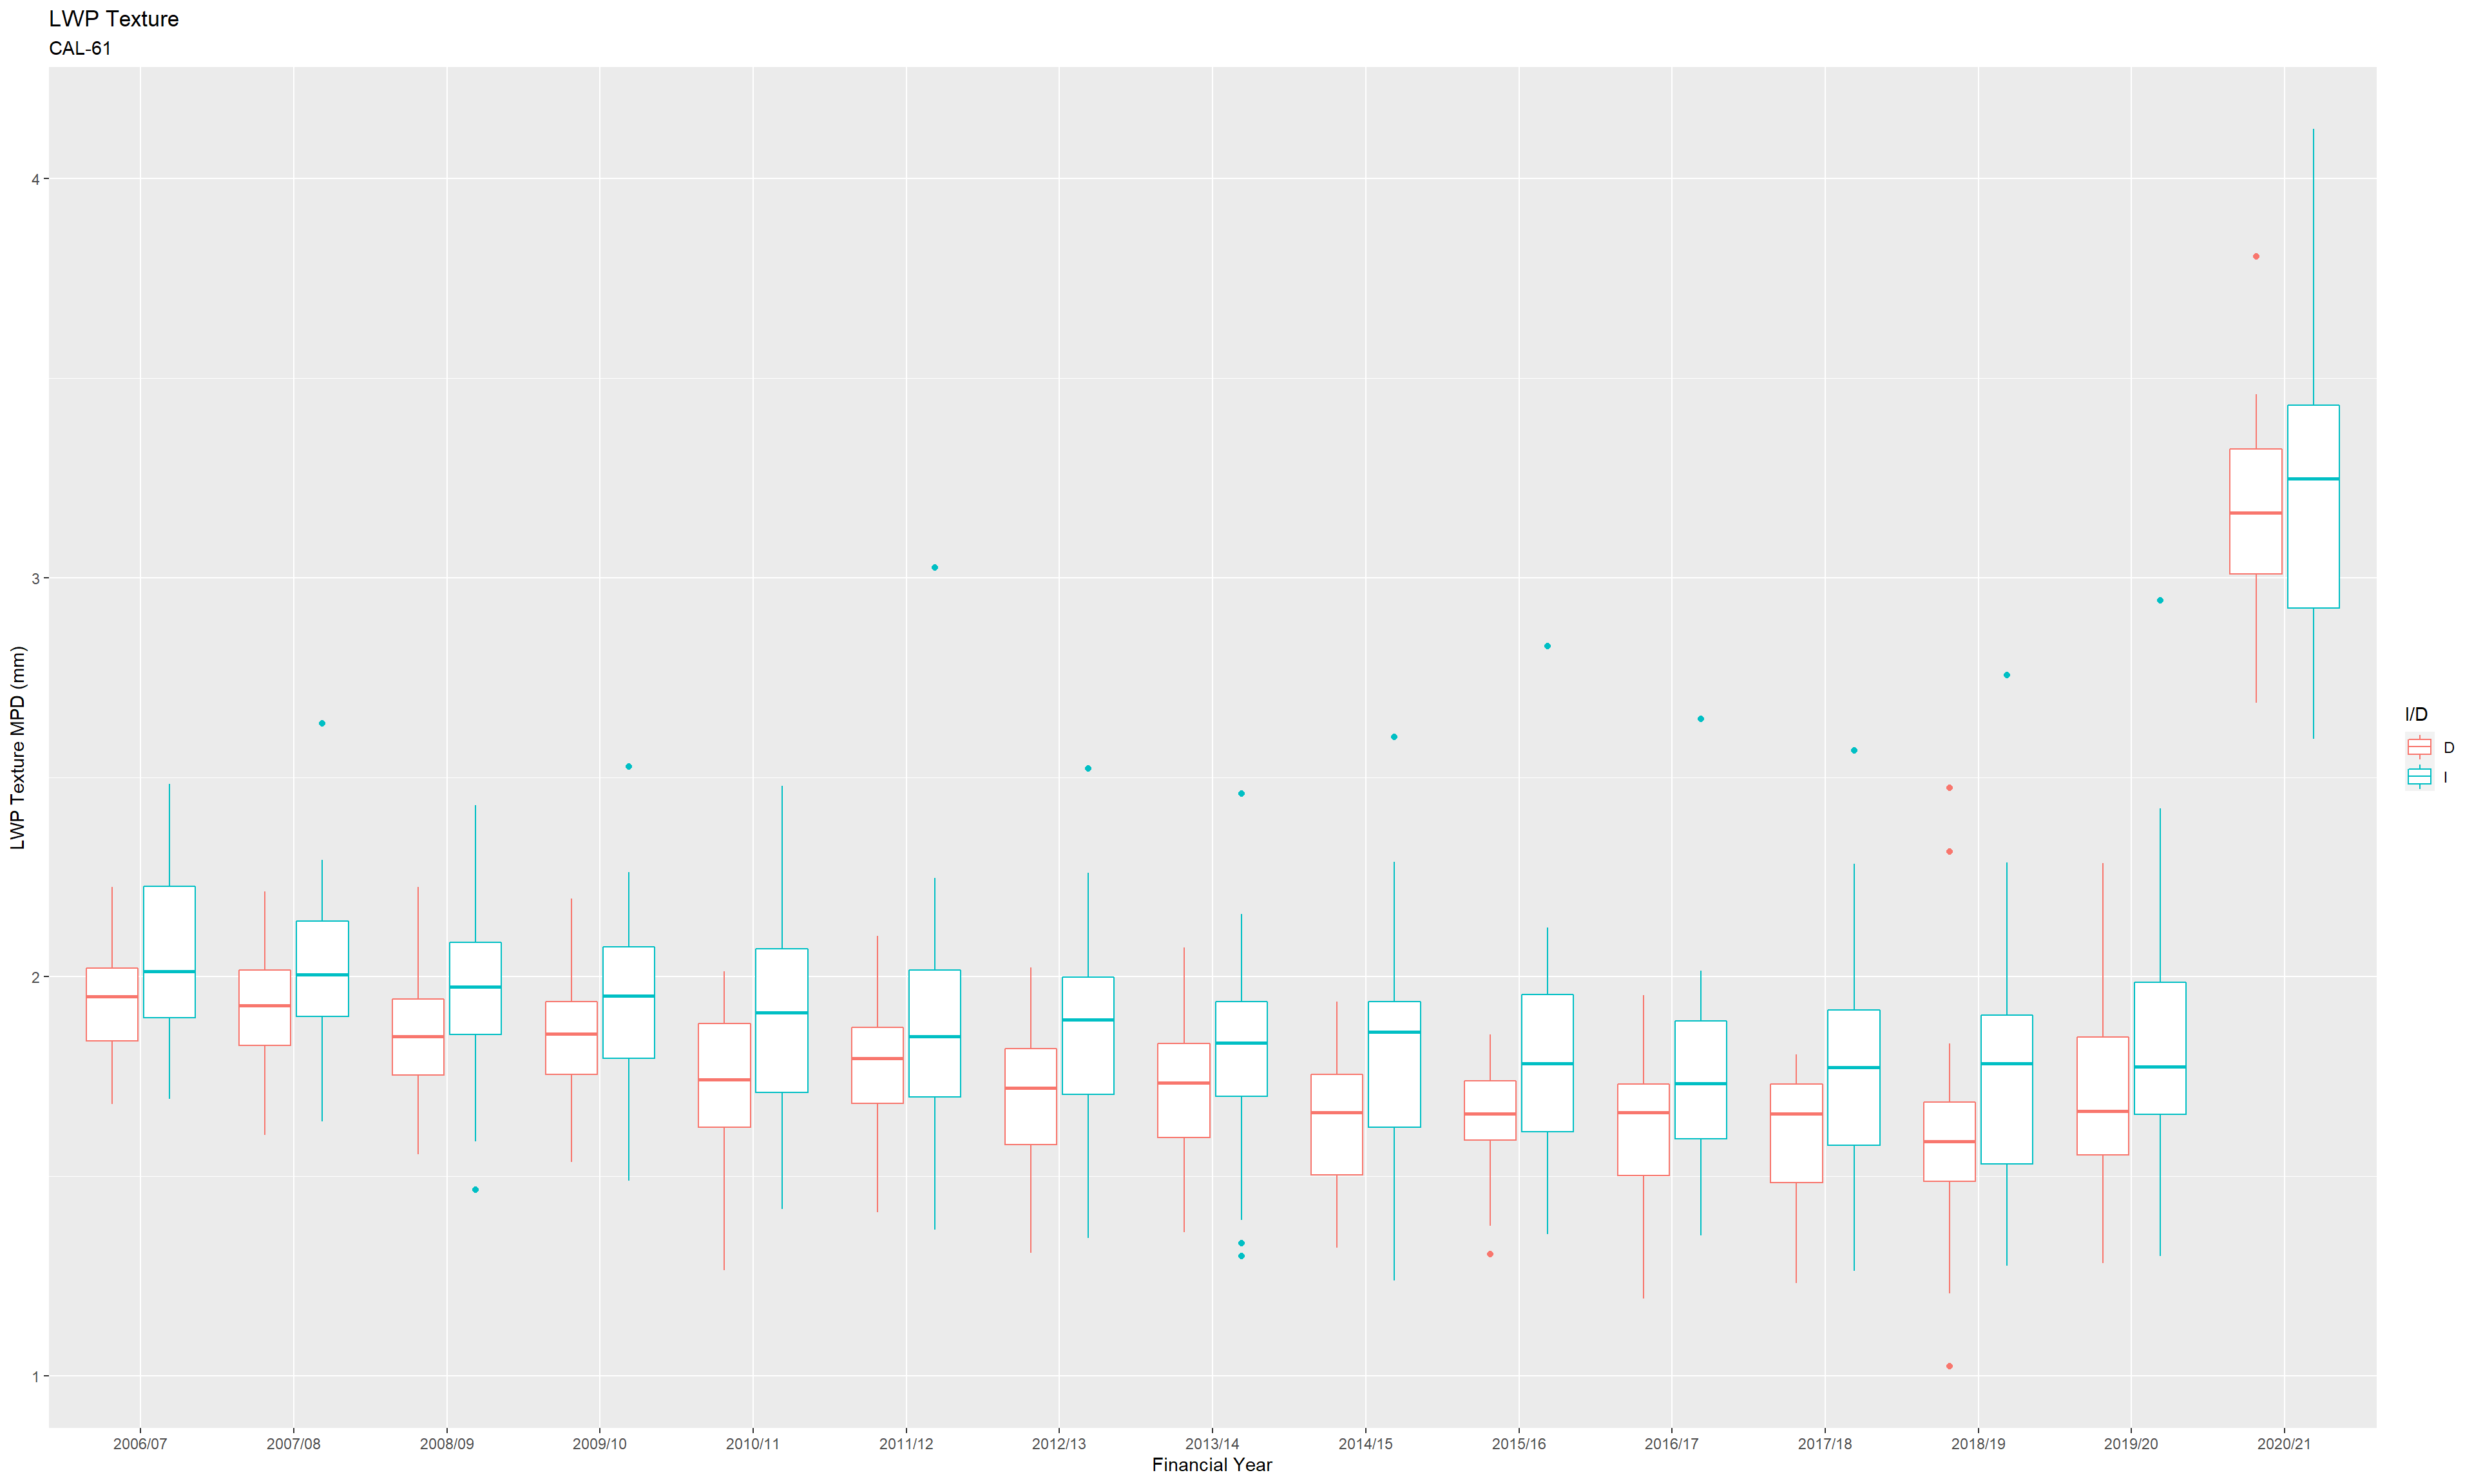 LWP Texture
CAL-61
LWP Texture MPD (mm)
4
3
2
1
2006/07
2007/08
2008/09
2009/10
2010/11
2011/12
2012/13
2013/14
2014/15
2015/16
2016/17
2017/18
2018/19
2019/20
2020/21
Financial Year
I/D
D
I